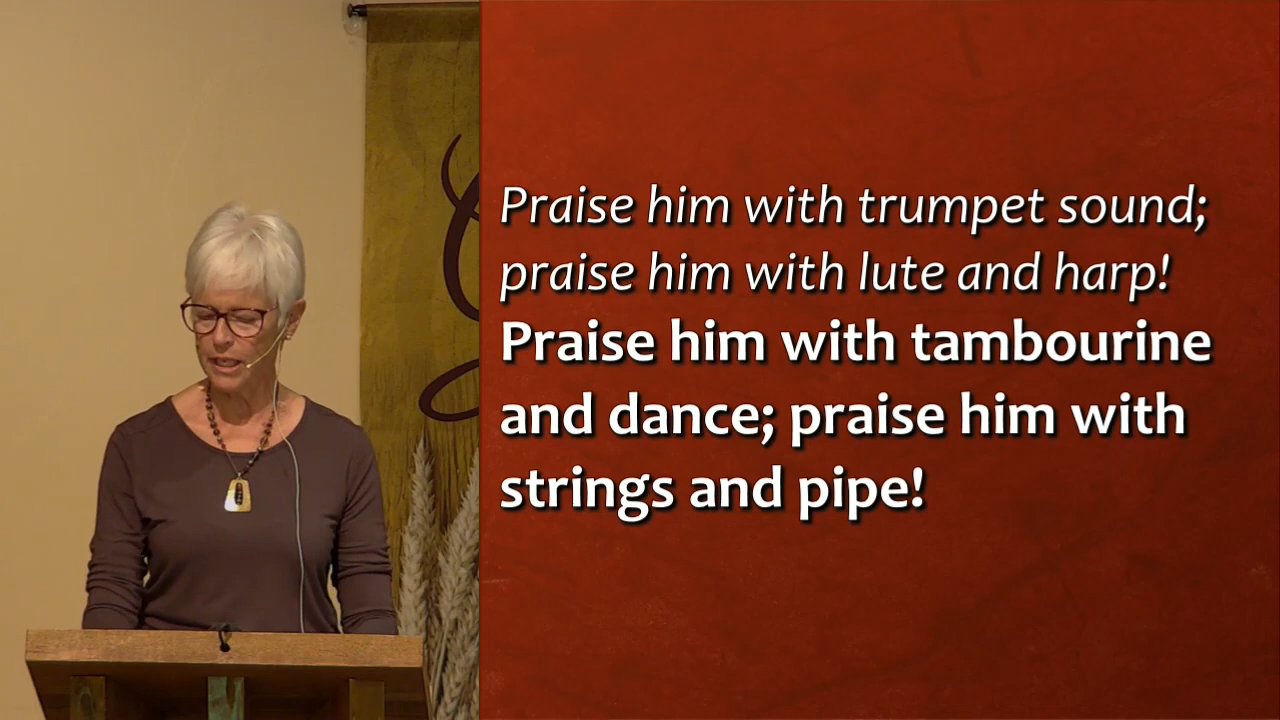 Praise him with trumpet sound;
praise him with lute and harp!
Praise him with tambourine
and dance; praise him with
strings and pipe!